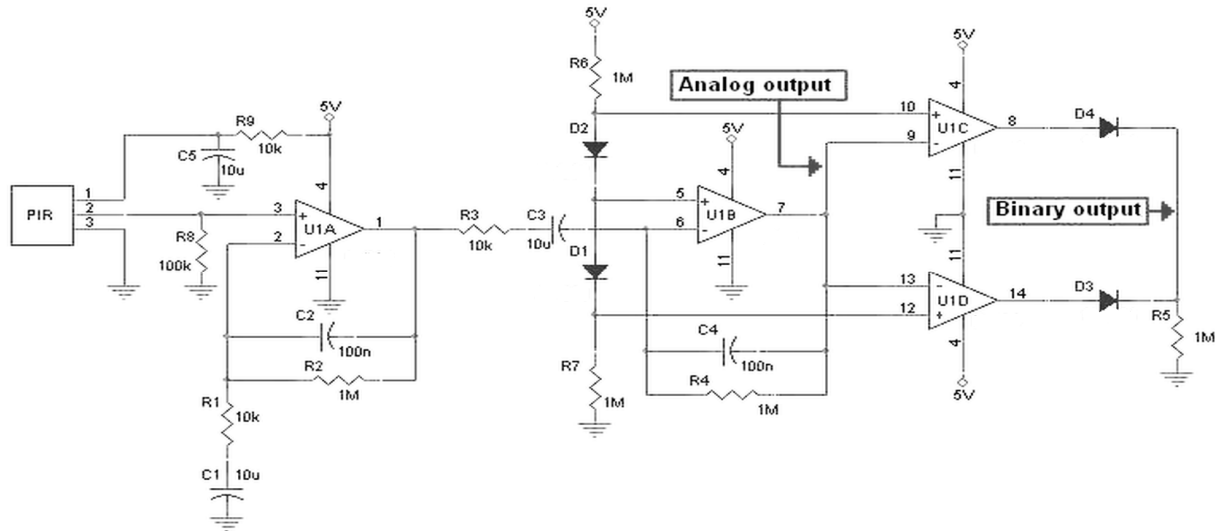 5V
R6
1M
Analog output
5V
4
10
+
U1C
8
D4
9
-
11
R9
10k
5V
C5
10u
4
D2
5V
4
PIR
1
2
3
3
+
U1A
1
2
-
11
R8
100k
R3
10k
C3
10u
5
+
U1B
7
6
-
11
D1
Binary output
11
13
-
U1D
14
D3
12
+
4
5V
R5
1M
C2
100n
R2
1M
C4
100n
R7
1M
R4
1M
R1
10k
C1
10u